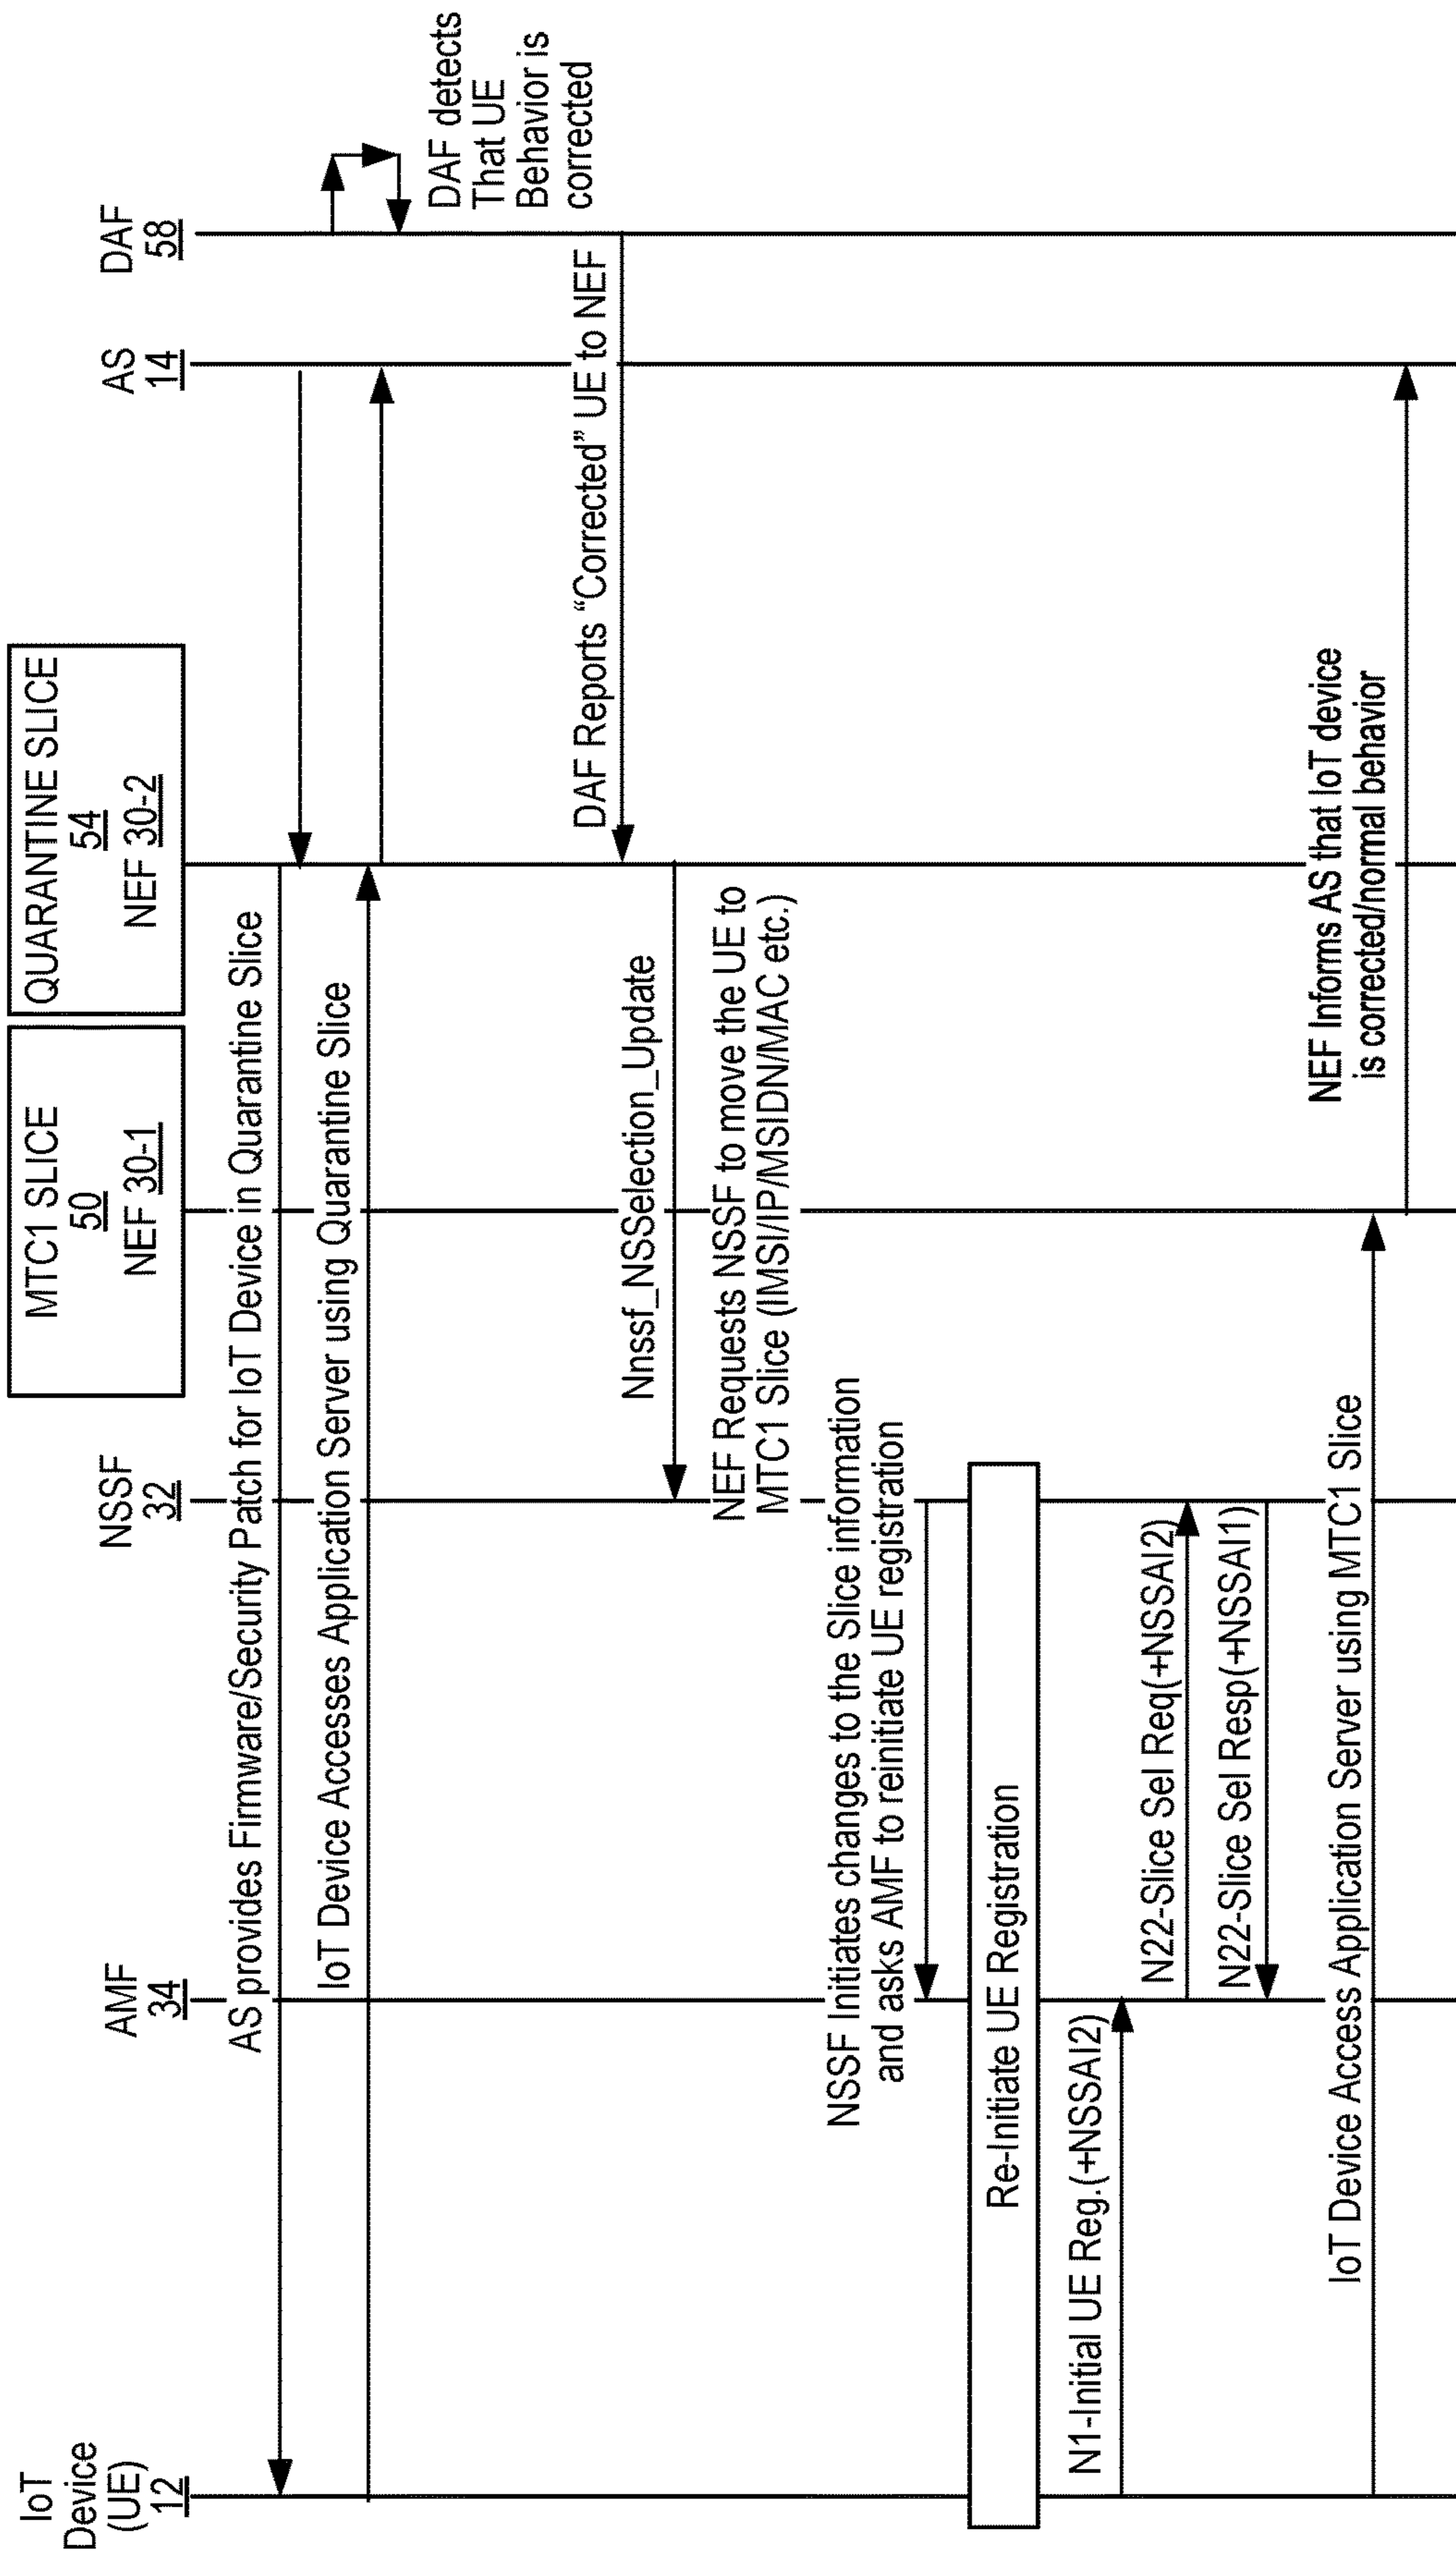 IoT
Device
(UE)
12
AMF
34
NSSF
32
MTC1 SLICE
50
NEF 30-1
QUARANTINE SLICE
54
NEF 30-2
AS
14
DAF
58
AS provides Firmware/Security Patch for IoT Device in Quarantine Slice
IoT Device Accesses Application Server using Quarantine Slice
DAF detects
That UE
Behavior is
corrected
DAF Reports “Corrected” UE to NEF
Nnssf_NSSelection_Update
NEF Requests NSSF to move the UE to
MTC1 Slice (IMSI/IP/MSIDN/MAC etc.)
NSSF Initiates changes to the Slice information
and asks AMF to reinitiate UE registration
Re-Initiate UE Registration
N1-Initial UE Reg.(+NSSAI2)
N22-Slice Sel Req(+NSSAI2)
N22-Slice Sel Resp(+NSSAI1)
IoT Device Access Application Server using MTC1 Slice
NEF Informs AS that IoT device
is corrected/normal behavior